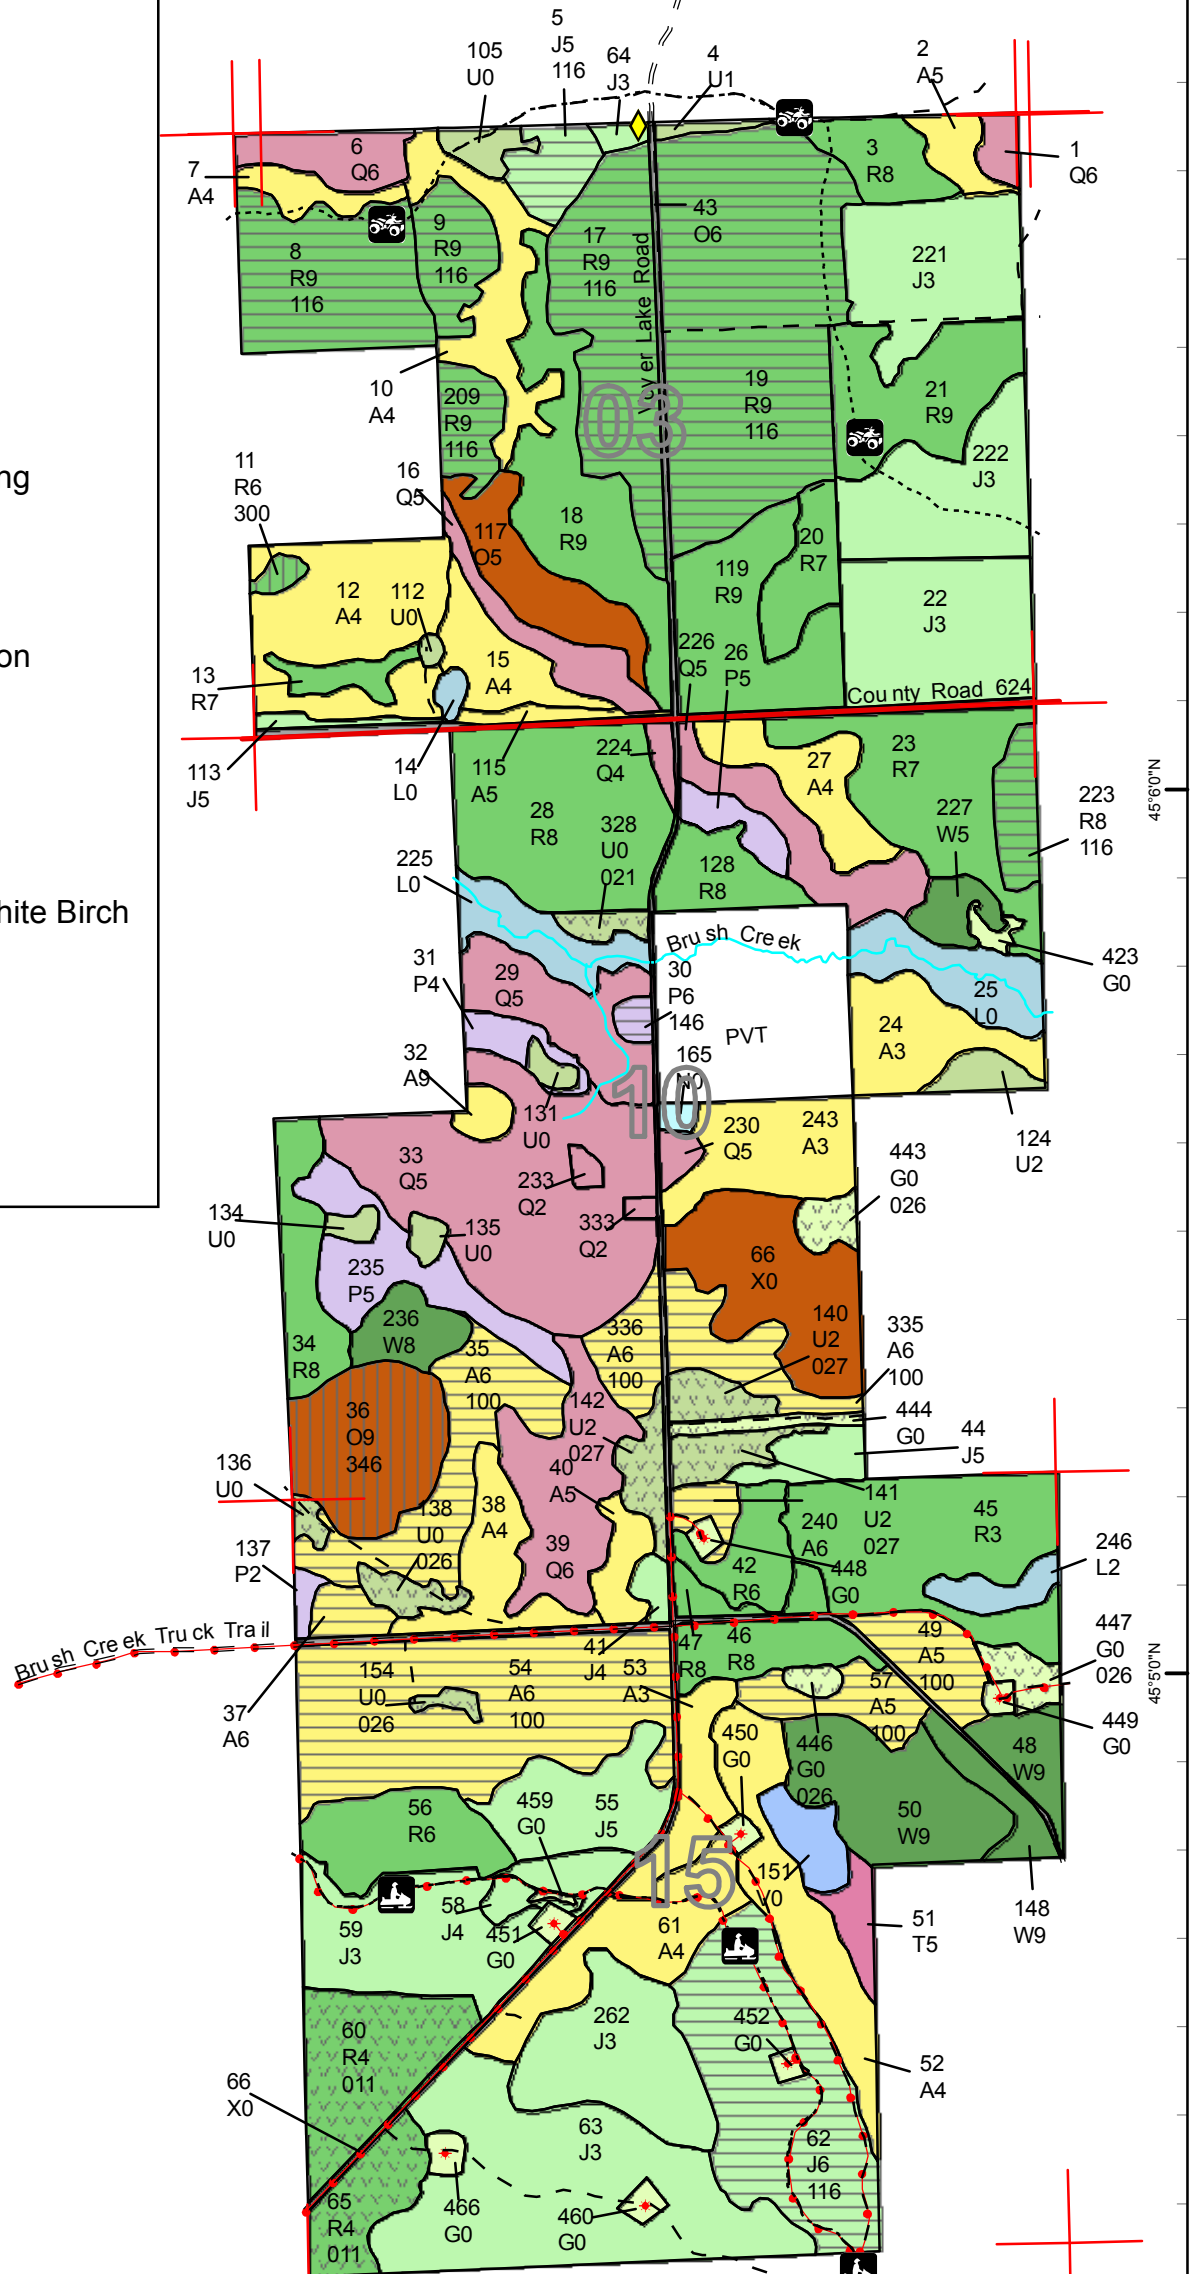 5
J5
116
105
U0
64
J3
4
U1
2
A5
6
Q6
7
A4
3
R8
1
Q6
43
O6
9
R9
116
17
R9
116
8
R9
116
221
J3
10
A4
209
R9
116
03
19
R9
116
21
R9
222
J3
ng
11
R6
300
16
Q5
117
O5
18
R9
20
R7
119
R9
12
A4
112
U0
22
J3
226
Q5
26
P5
on
13
R7
15
A4
County Road 624
113
J5
14
L0
115
A5
224
Q4
27
A4
23
R7
28
R8
328
U0
021
227
W5
223
R8
116
45°6'0"N
225
L0
128
R8
hite Birch
Brush Creek
31
P4
29
Q5
30
P6
146
25
L0
423
G0
PVT
24
A3
32
A9
165
10
131
U0
230
Q5
243
A3
124
U2
33
Q5
233
Q2
333
Q2
443
G0
026
134
U0
135
U0
235
P5
66
X0
236
W8
34
R8
35
A6
100
336
A6
100
140
U2
027
335
A6
100
36
O9
346
142
U2
027
444
G0
44
J5
40
A5
136
U0
138
U0
026
38
A4
39
Q6
141
U2
027
240
A6
45
R3
246
L2
137
P2
42
R6
448
G0
Brush Creek Truck Trail
41
J4
47
R8
46
R8
49
A5
100
447
G0
026
154
U0
026
54
A6
100
53
A3
57
A5
100
45°5'0"N
37
A6
450
G0
446
G0
026
449
G0
48
W9
56
R6
459
G0
55
J5
50
W9
15
151
59
J3
58
J4
451
G0
61
A4
51
T5
148
W9
262
J3
452
G0
60
R4
011
52
A4
66
X0
63
J3
62
J6
116
65
R4
011
466
G0
460
G0